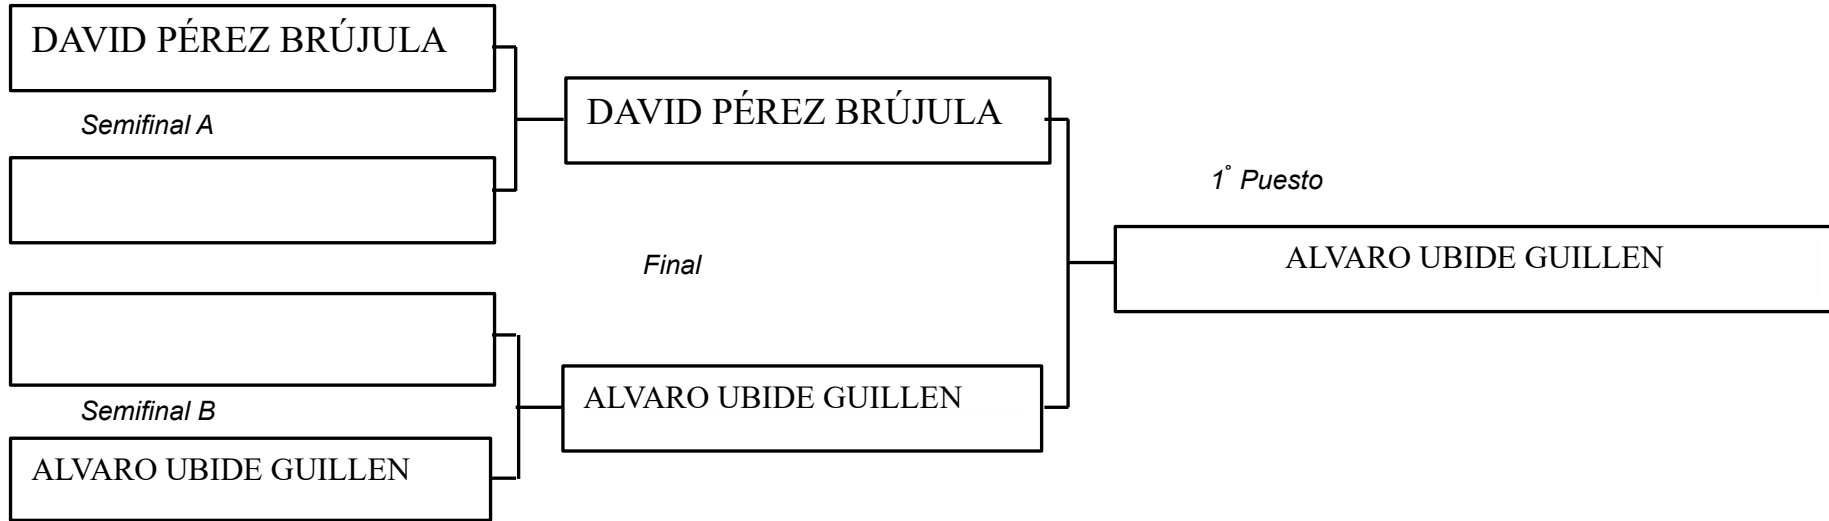 DAVID PÉREZ BRÚJULA
Semifinal A
DAVID PÉREZ BRÚJULA
1° Puesto
Final
ALVARO UBIDE GUILLEN
Semifinal B
ALVARO UBIDE GUILLEN
ALVARO UBIDE GUILLEN